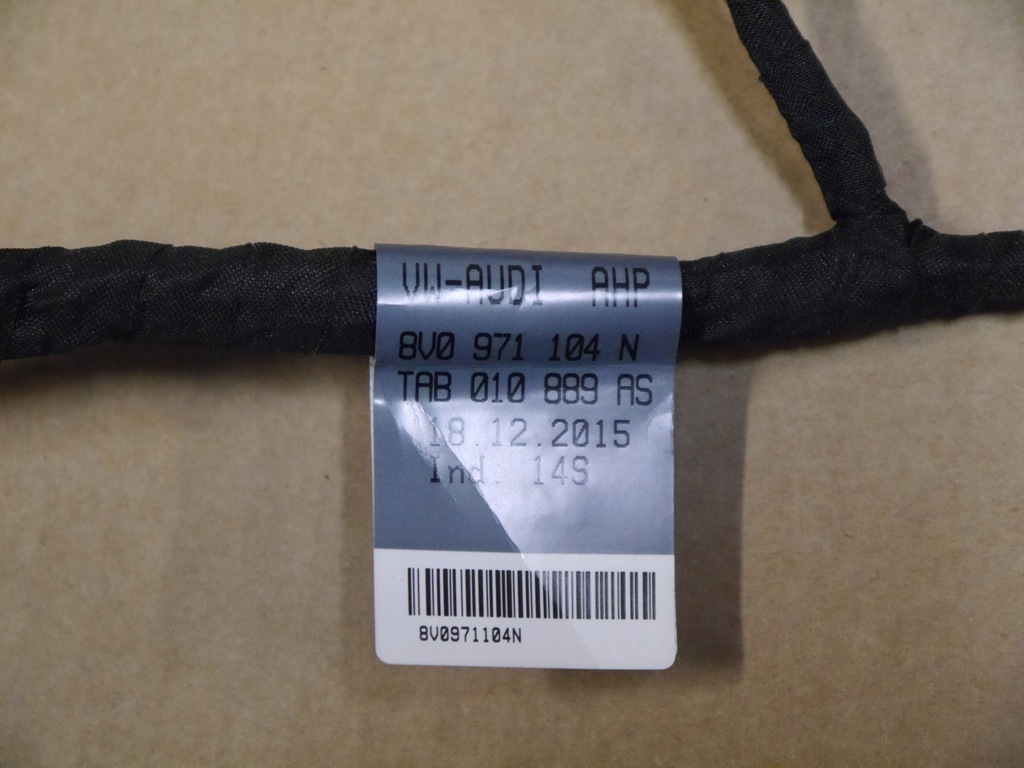 VW-AUDI AHP
8V0 971 104 N
TAB 010 889 AS
18.12.2015
Ind. 14S
8V0971104N